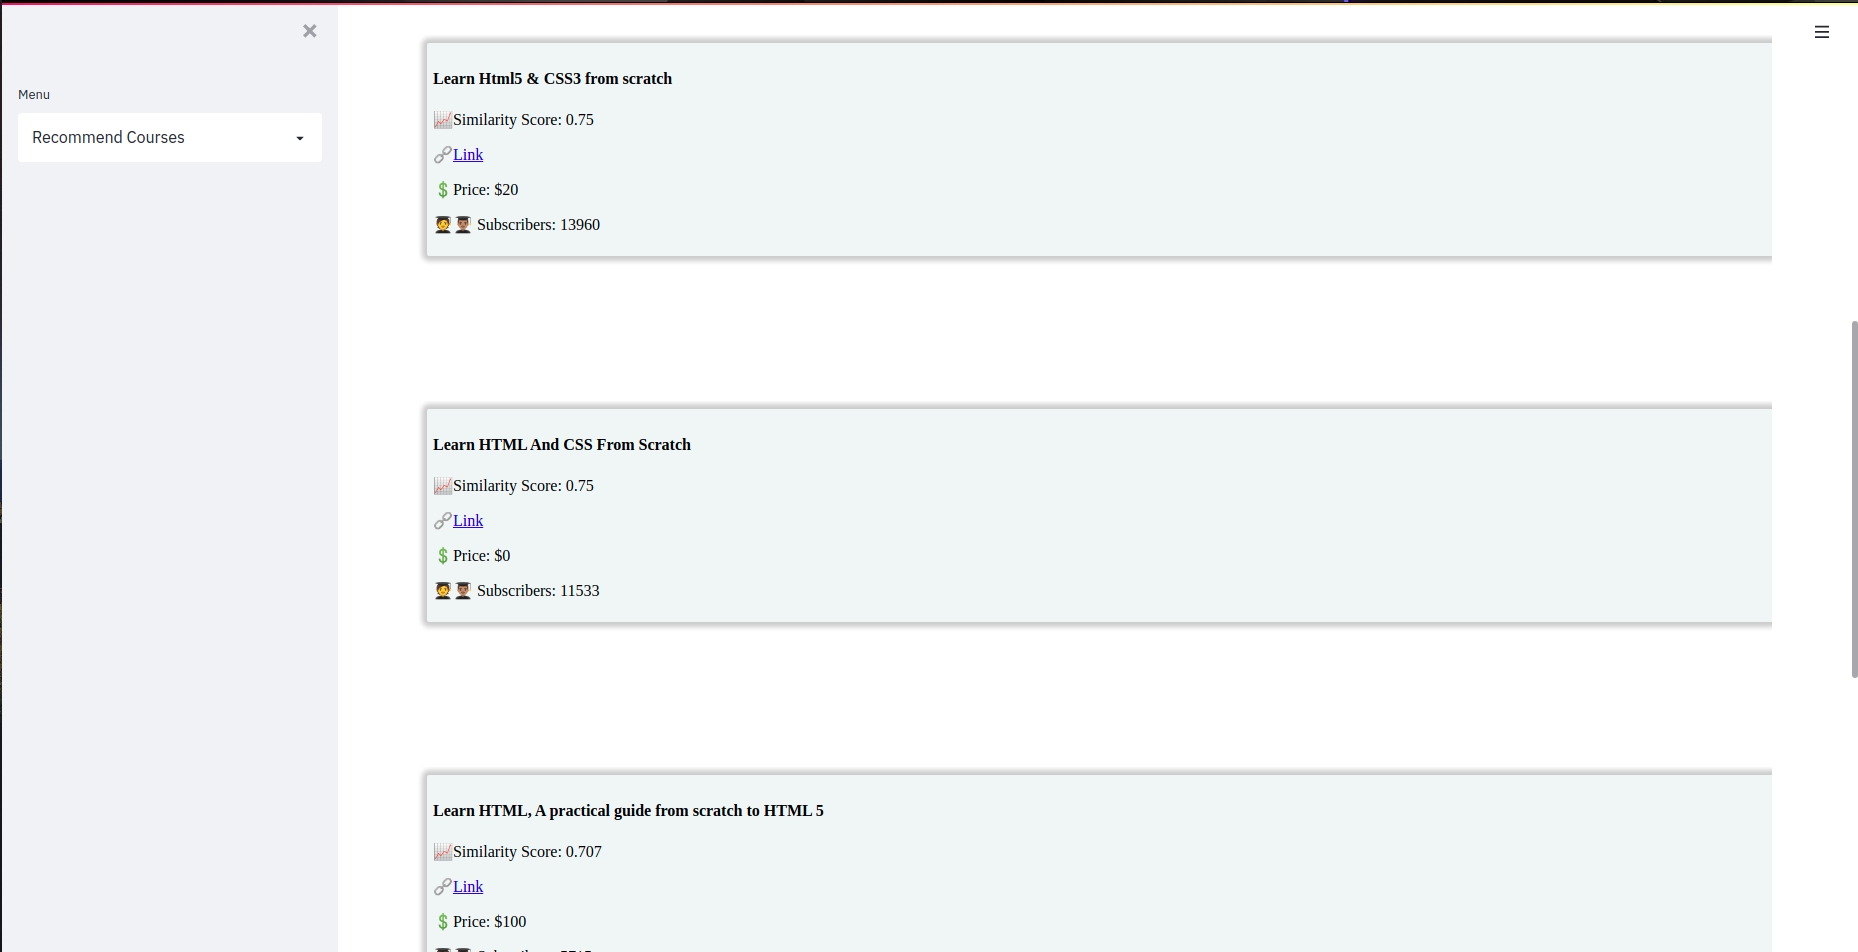 Menu
Recommend Courses
Learn Html5 & CSS3 from scratch
📈Similarity Score: 0.75
🔗Link
💲Price: $20
🧑‍🎓👨🏽‍🎓 Subscribers: 13960
Learn HTML And CSS From Scratch
📈Similarity Score: 0.75
🔗Link
💲Price: $0
🧑‍🎓👨🏽‍🎓 Subscribers: 11533
Learn HTML, A practical guide from scratch to HTML 5
📈Similarity Score: 0.707
🔗Link
💲Price: $100